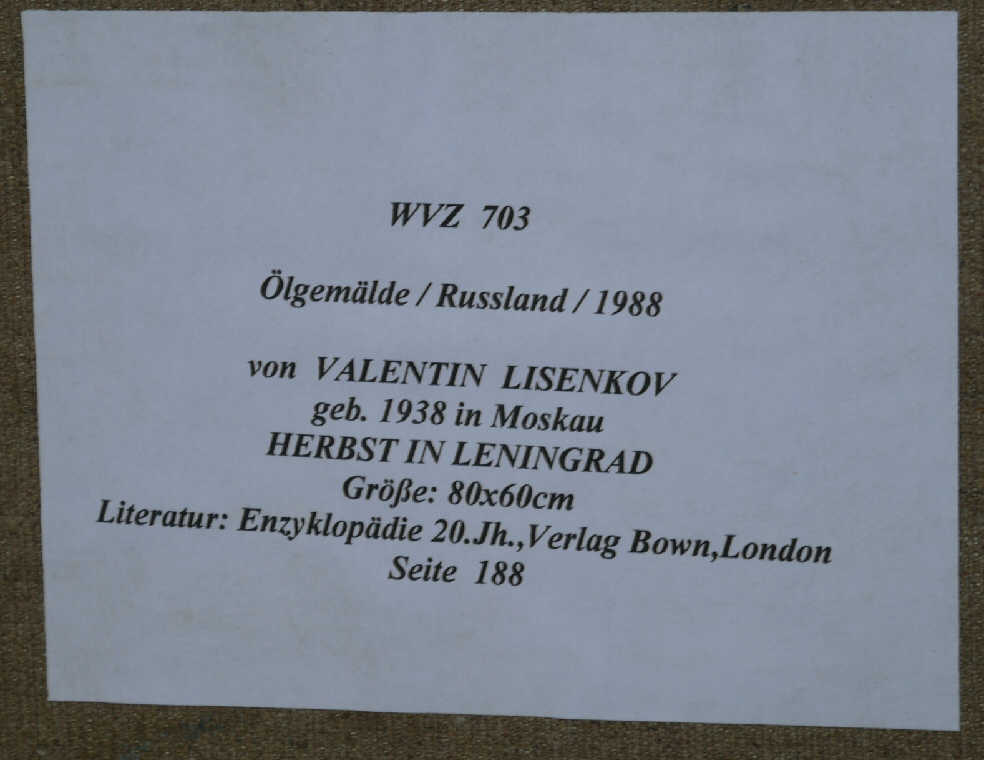 WVZ 703
Ölgemälde / Russland / 1988
von VALENTIN LISENKOV
geb. 1938 in Moskau
HERBST IN LENINGRAD
Größe: 80x60cm
Literatur: Enzyklopädie 20.Jh.,Verlag Bown,London
Seite 188